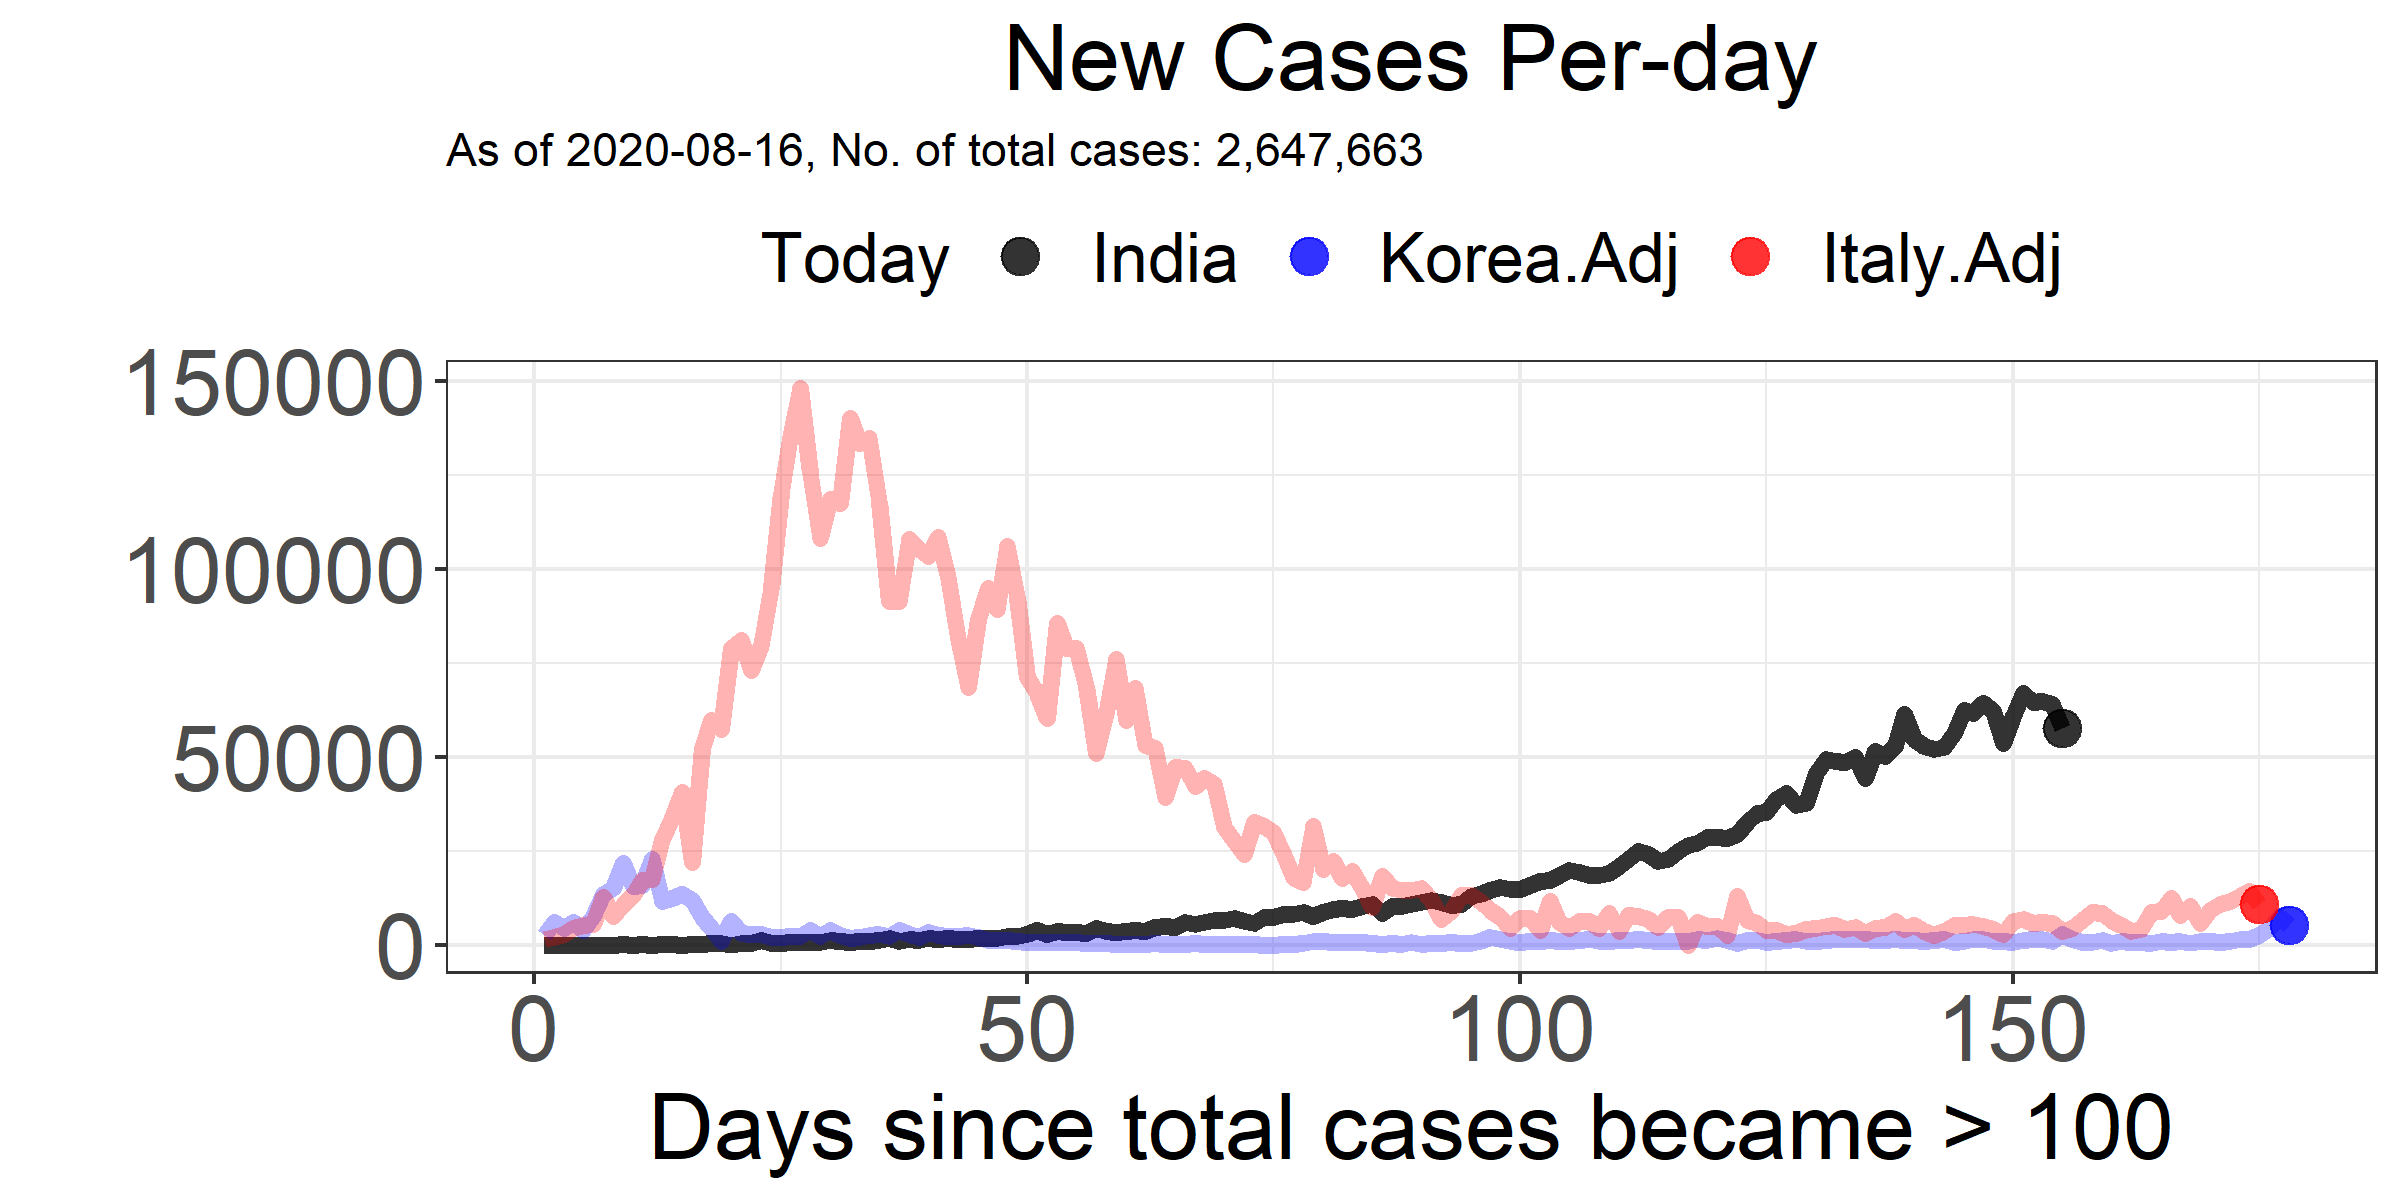 New Cases Per-day
As of 2020-08-16, No. of total cases: 2,647,663
Today India Korea.Adj Italy.Adj
150000
100000
50000
0
0 50 100 150
Days since total cases became > 100